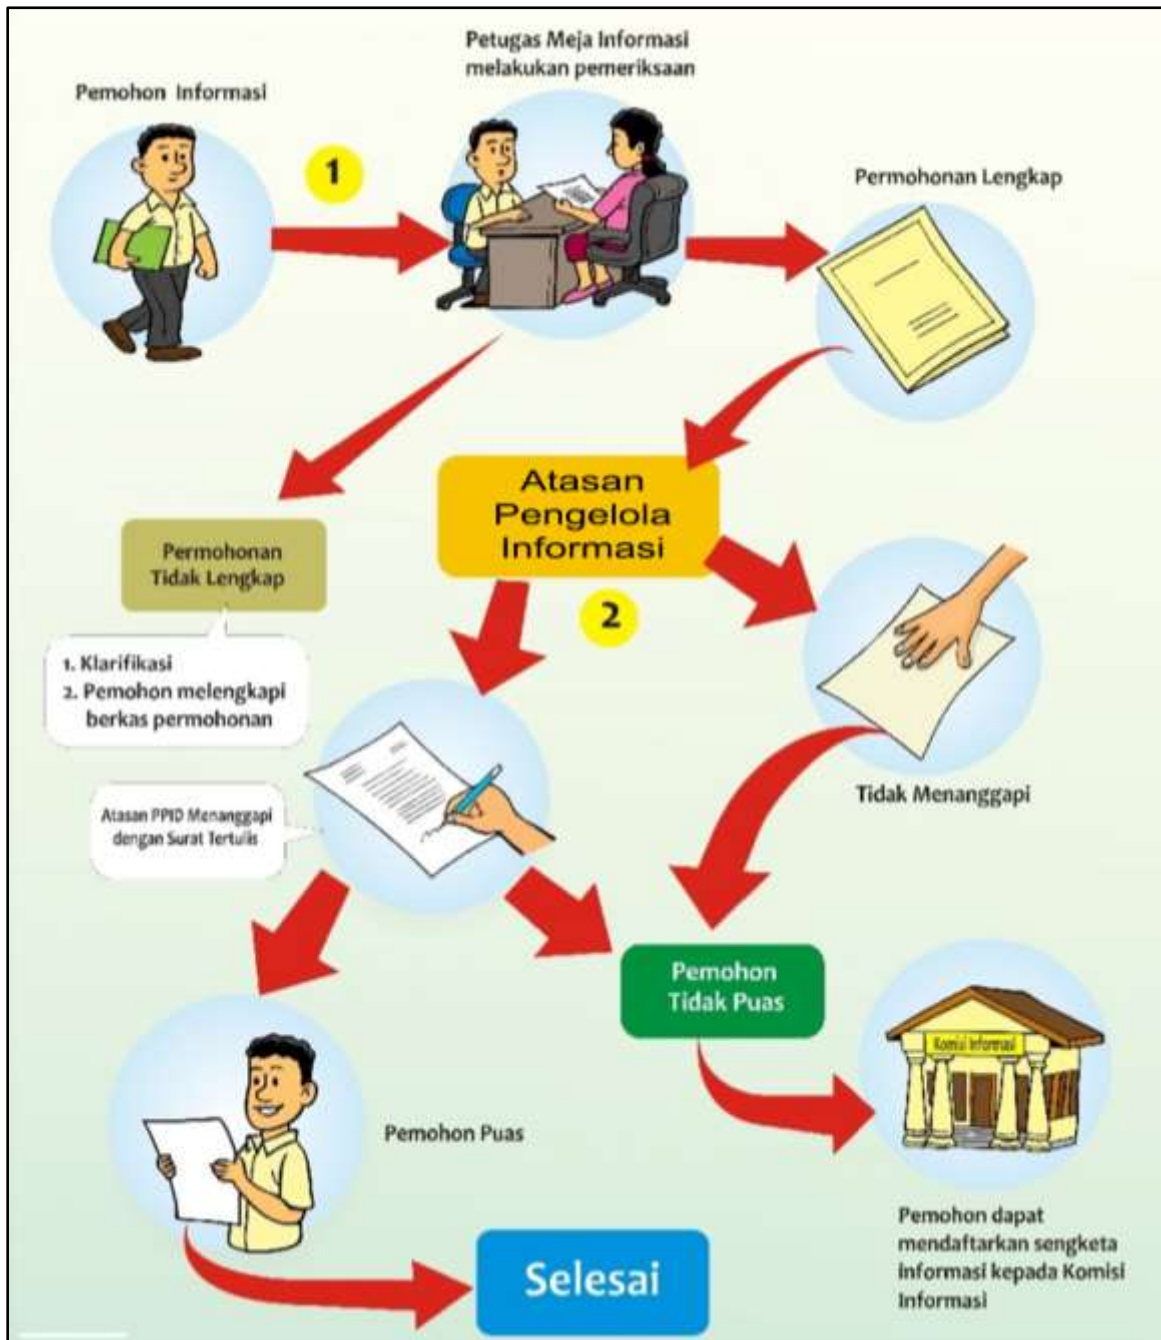 Petugas Meja Informasi
melakukan pemeriksaan
Pemohon Informasi
1
Permohonan Lengkap
Atasan
Pengelola
Informasi
Permohonan
Tidak Lengkap
2
1. Klarifikasi
2. Pemohon melengkapi
berkas permohonan
Tidak Menanggapi
Atasan PPID Menanggapi
dengan Surat Tertulis
Pemohon
Tidak Puas
Komisi Informasi
Pemohon Puas
Pemohon dapat
mendaftarkan sengketa
informasi kepada Komisi
Informasi
Selesai